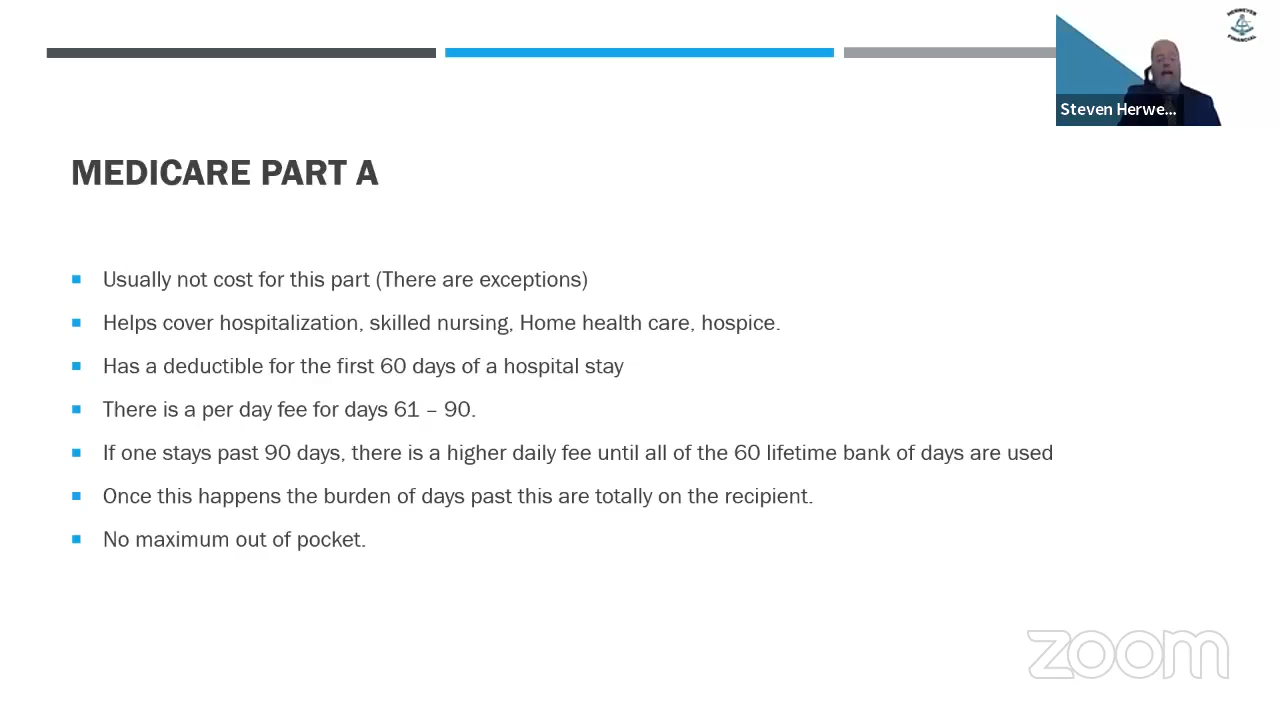 HERWEYER
FINANCIAL
Steven Herwe...
MEDICARE PART A
Usually not cost for this part (There are exceptions)
Helps cover hospitalization, skilled nursing, Home health care, hospice.
Has a deductible for the first 60 days of a hospital stay
There is a per day fee for days 61 – 90.
If one stays past 90 days, there is a higher daily fee until all of the 60 lifetime bank of days are used
Once this happens the burden of days past this are totally on the recipient.
No maximum out of pocket.
zoom